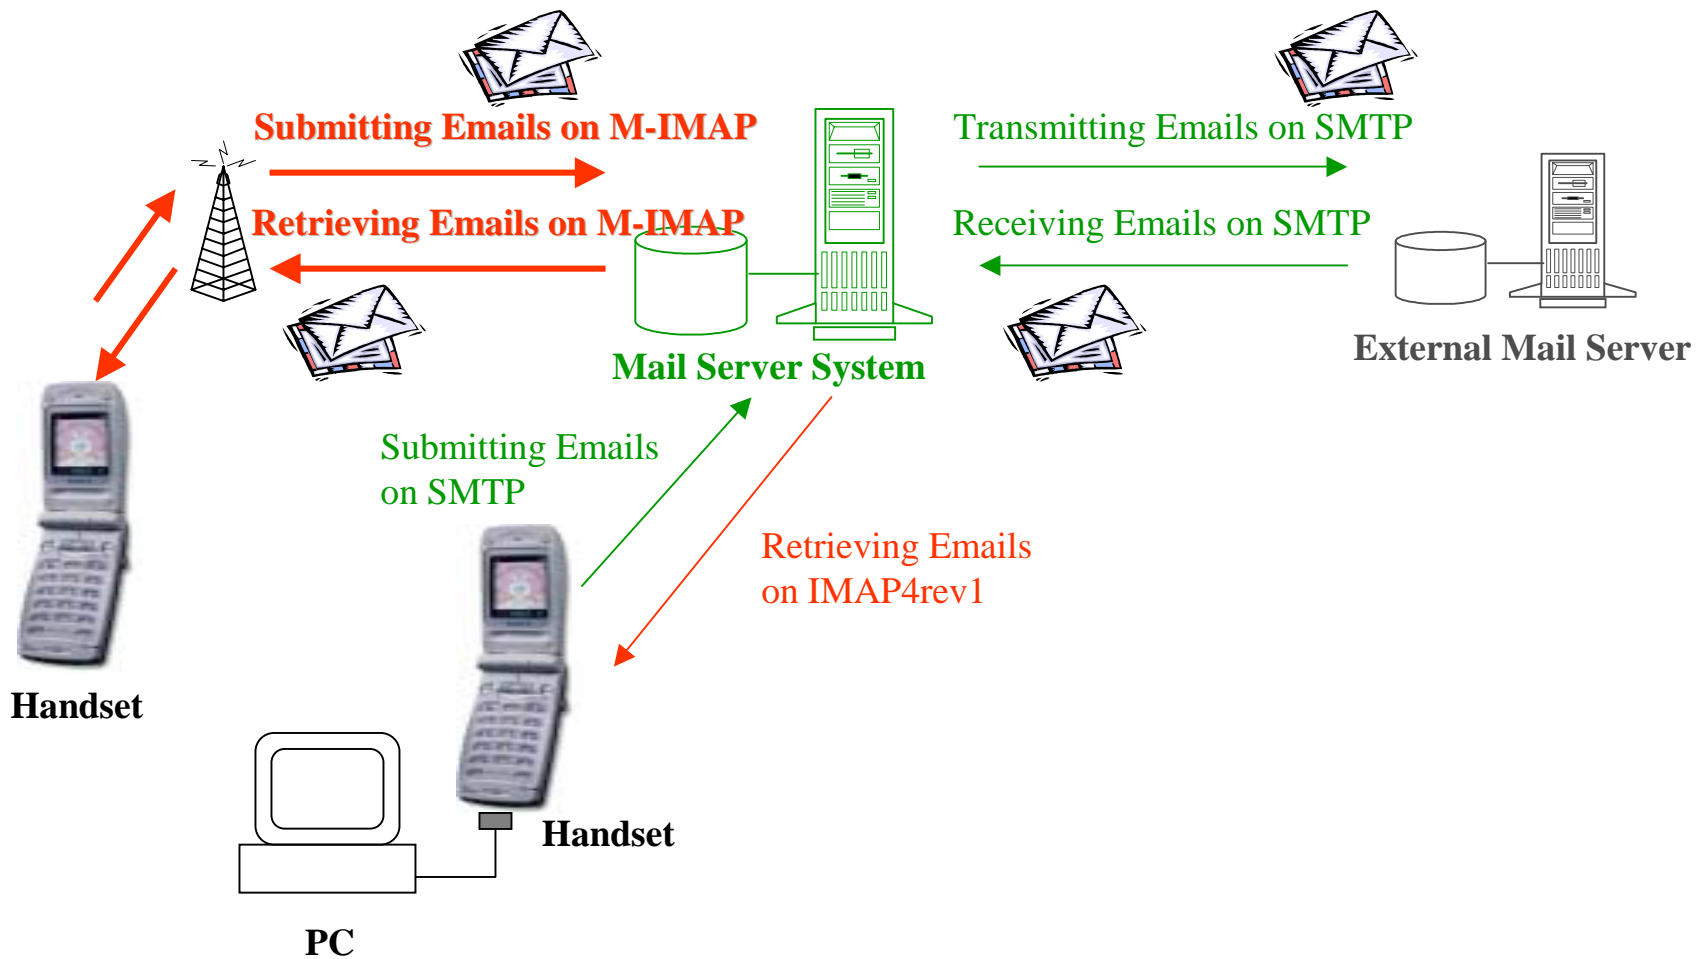 Submitting Emails on M-IMAP
Transmitting Emails on SMTP
Retrieving Emails on M-IMAP
Receiving Emails on SMTP
External Mail Server
Mail Server System
Submitting Emails
on SMTP
Retrieving Emails
on IMAP4rev1
Handset
Handset
PC